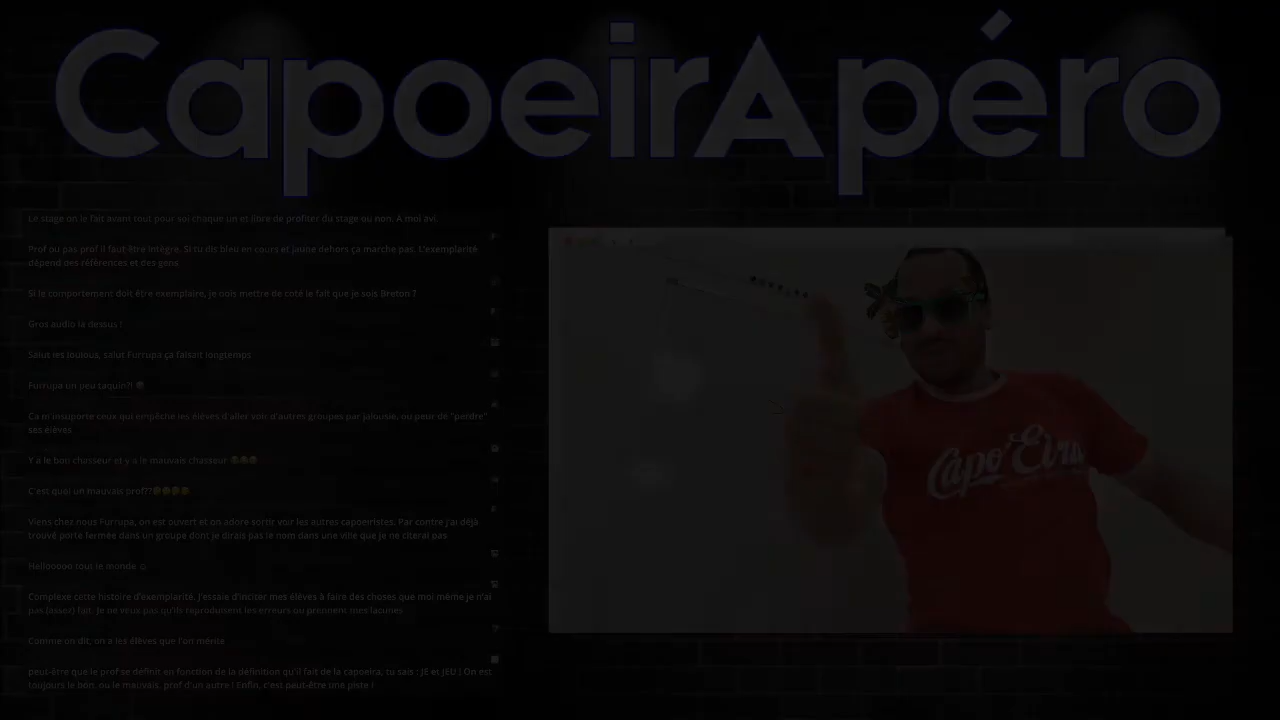 CapoeirApéro
Le stage on le fait avant tout pour soi chaque un et libre de profiter du stage ou non. A moi avi.
Prof ou pas prof il faut être intègre. Si tu dis bleu en cours et jaune dehors ça marche pas. L'exemplarité
dépend des références et des gens
Si le comportement doit être exemplaire, je dois mettre de coté le fait que je sois Breton ?
Gros audio là dessus !
Salut les loulous, salut Furrupa ça faisait longtemps
Furrupa un peu taquin?!
Ca m insuporte ceux qui empêche les élèves d aller voir d'autres groupes par jalousie, ou peur de "perdre"
ses élèves
Y a le bon chasseur et y a le mauvais chasseur
C'est quoi un mauvais prof??
Viens chez nous Furrupe, on est ouvert et on adore sortir voir les autres capoeiristes. Par contre j'ai déjà
trouvé porte fermée dans un groupe dont je dirais pas le nom dans une ville que je ne citerai pas
Hellooooo tout le monde
Complexe cette histoire d'exemplarité. J'essaie d'inciter mes élèves à faire des choses que moi même je n'ai
pas (assez) fait. Je ne veux pas qu'ils reproduisent les erreurs ou prennent mes lacunes
Comme on dit, on a les élèves que l'on mérite
peut-être que le prof se définit en fonction de la définition qu'il fait de la capoeira, tu sais : JE et JEU ! On est
toujours le bon, ou le mauvais, prof d'un autre ! Enfin, c'est peut-être une piste !
Capo'Elvis